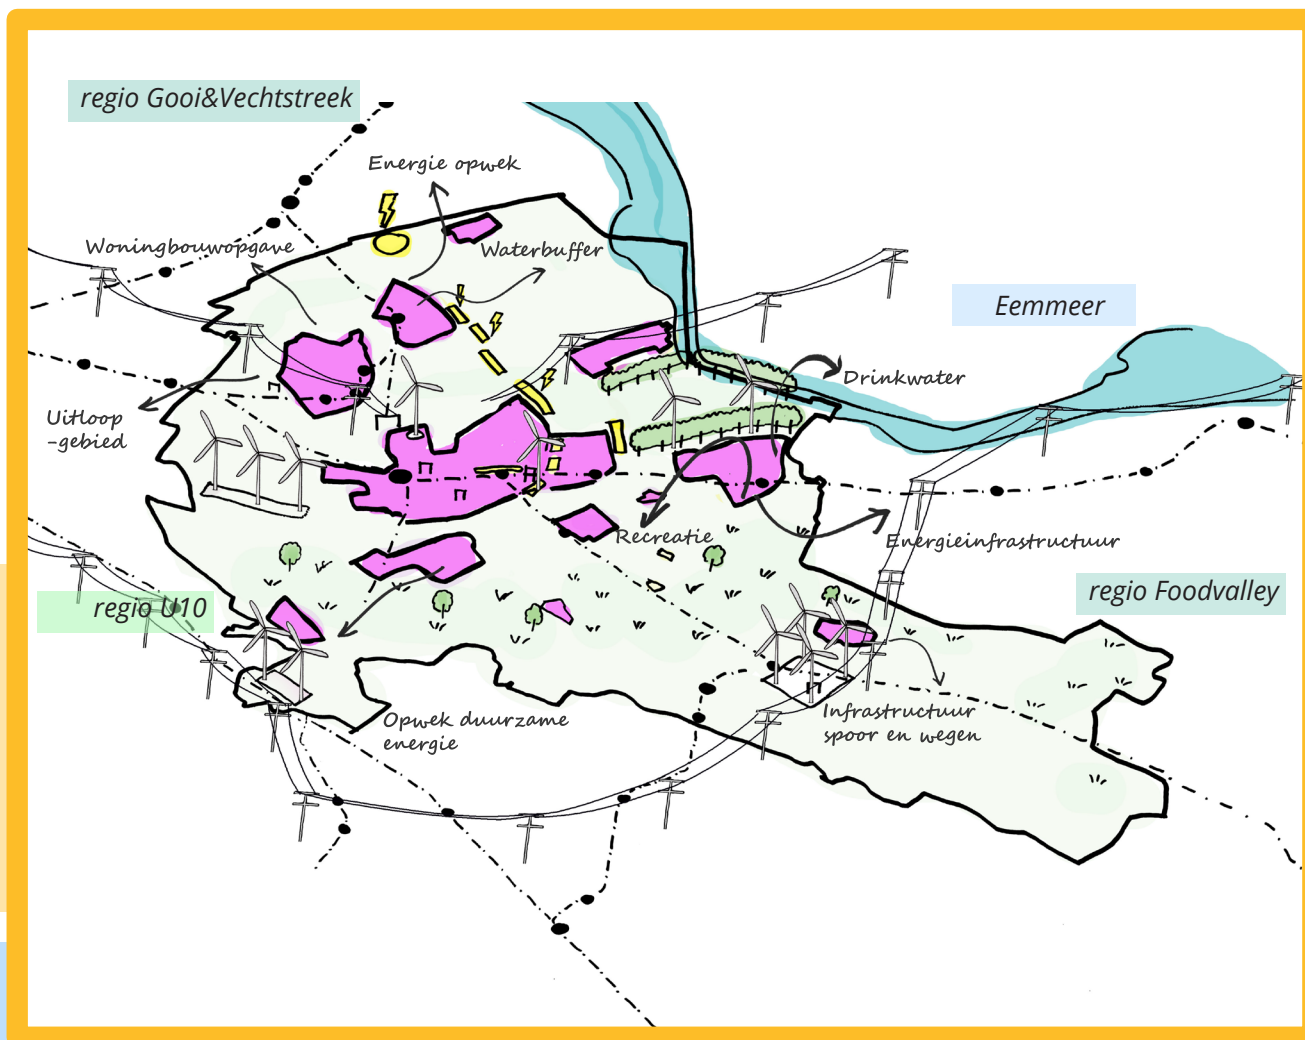 regio Gooi&Vechtstreek
Energie opwek
Woningbouwopgave
Waterbuffer
Eemmeer
Drinkwater
Uitloop
-gebied
Recreatie
Energieinfrastructuur
regio Foodvalley
regio U10
Opwek duurzame
energie
Infrastructuur
spoor en wegen